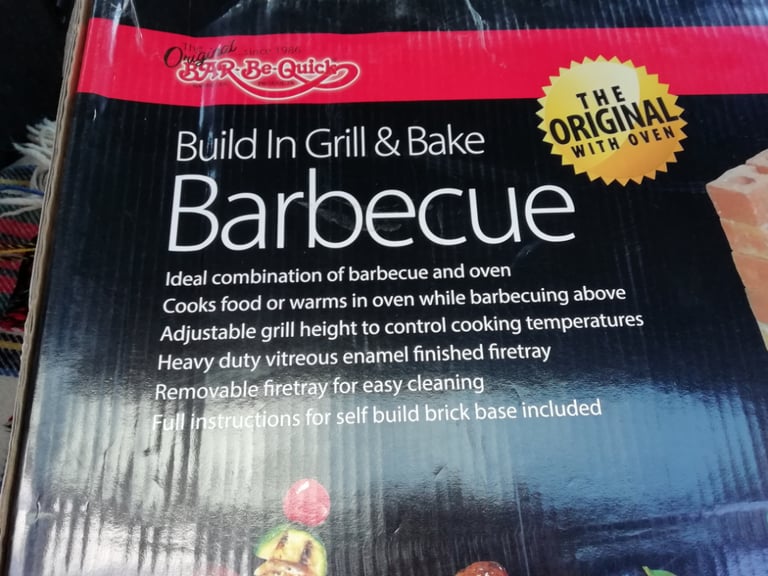 The Original since 1986
BAR-Be-Quick
THE
ORIGINAL
WITH OVEN
Build In Grill & Bake
Barbecue
Ideal combination of barbecue and oven
Cooks food or warms in oven while barbecuing above
Adjustable grill height to control cooking temperatures
Heavy duty vitreous enamel finished firetray
Removable firetray for easy cleaning
Full instructions for self build brick base included